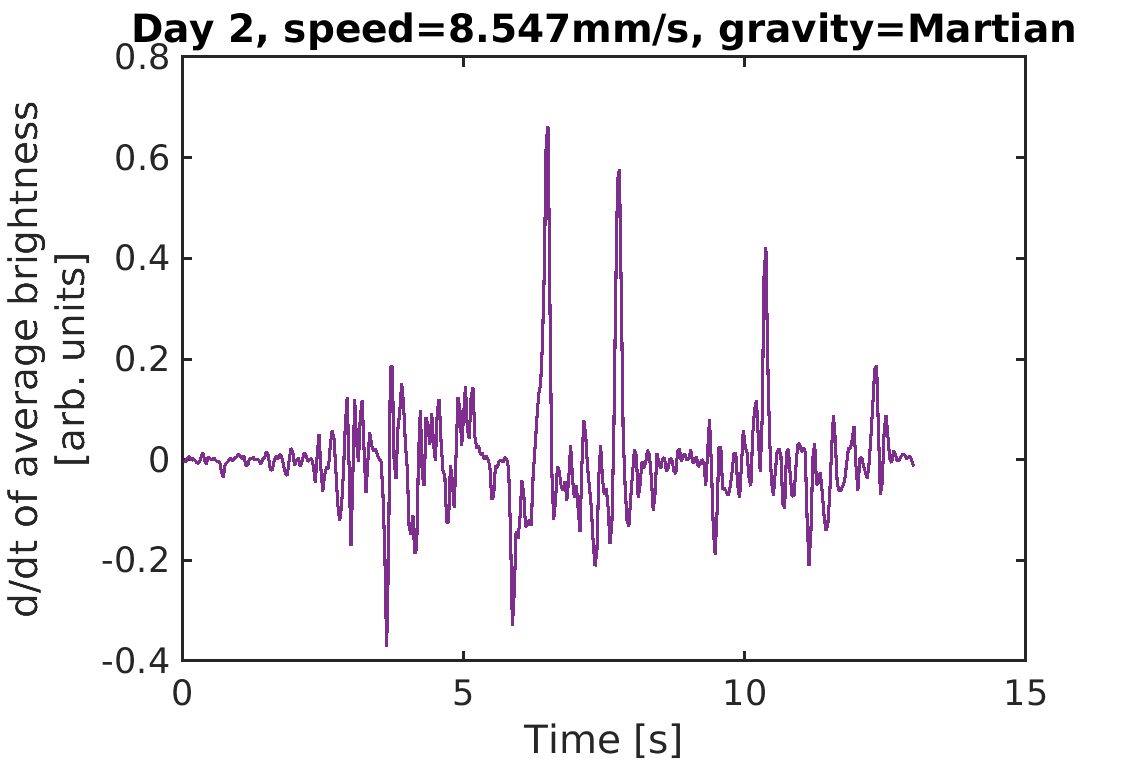 Day 2, speed=8.547mm/s, gravity=Martian
d/dt of average brightness
[arb. units]
0.8
0.6
0.4
0.2
0
-0.2
-0.4
0
5
10
15
Time [s]